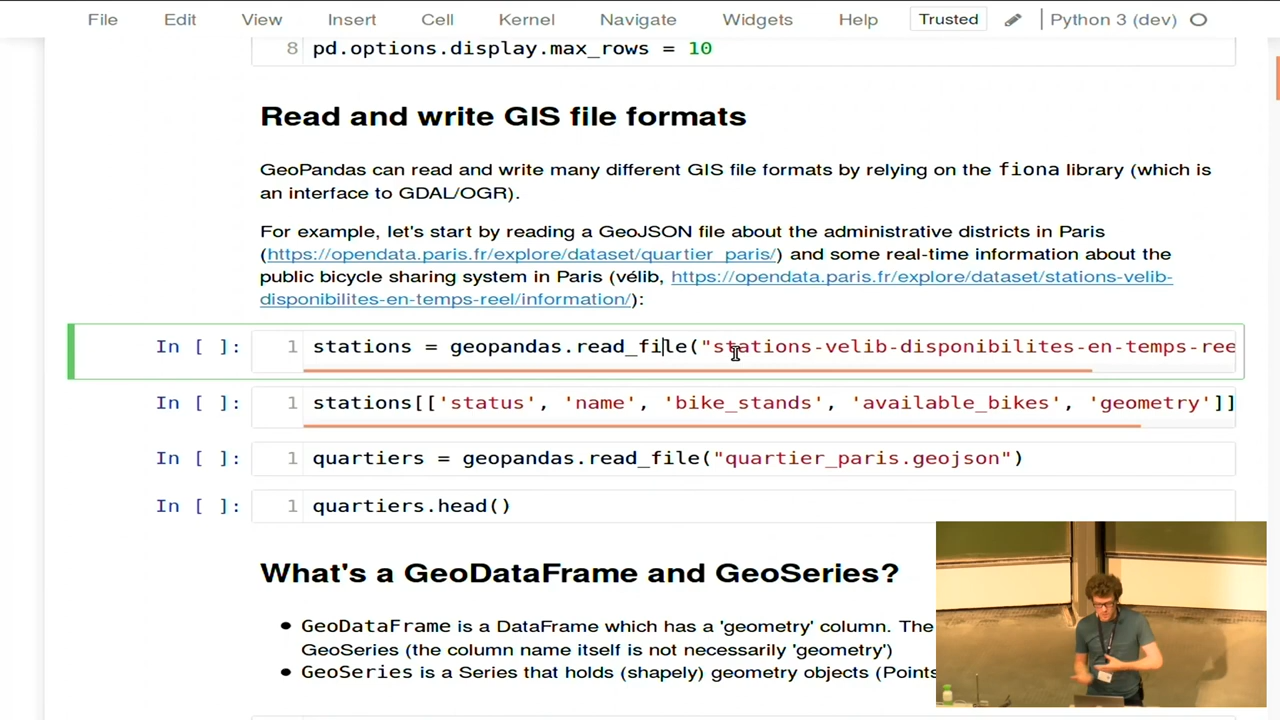 File Edit View Insert Cell Kernel Navigate Widgets Help Trusted Python 3 (dev)
8 pd.options.display.max_rows = 10
Read and write GIS file formats
GeoPandas can read and write many different GIS file formats by relying on the fiona library (which is
an interface to GDAL/OGR).
For example, let's start by reading a GeoJSON file about the administrative districts in Paris
(https://opendata.paris.fr/explore/dataset/quartier_paris/) and some real-time information about the
public bicycle sharing system in Paris (vélib, https://opendata.paris.fr/explore/dataset/stations-velib-
disponibilites-en-temps-reel/information/):
In [ ]: 1 stations = geopandas.read_file("stations-velib-disponibilites-en-temps-ree
In [ ]: 1 stations[['status', 'name', 'bike_stands', 'available_bikes', 'geometry']]
In [ ]: 1 quartiers = geopandas.read_file("quartier_paris.geojson")
In [ ]: 1 quartiers.head()
What's a GeoDataFrame and GeoSeries?
• GeoDataFrame is a DataFrame which has a 'geometry' column. The
GeoSeries (the column name itself is not necessarily 'geometry')
• GeoSeries is a Series that holds (shapely) geometry objects (Points